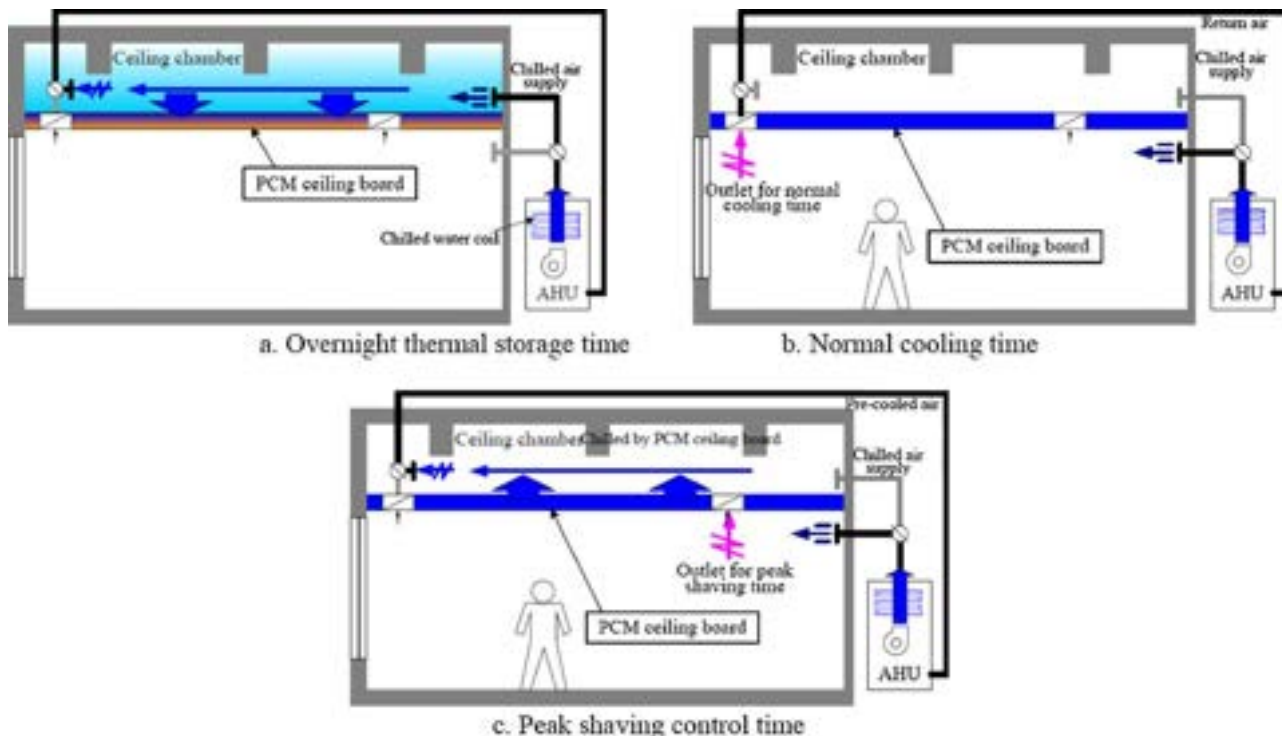 Ceiling chamber
Chilled air
supply
PCM ceiling board
Chilled water coil
AHU
a. Overnight thermal storage time
Return air
Ceiling chamber
Chilled air
supply
Outlet for normal
cooling time
PCM ceiling board
AHU
b. Normal cooling time
Pre-cooled air
Ceiling chamber
Chilled by PCM ceiling board
Chilled air
supply
Outlet for peak
shaving time
PCM ceiling board
AHU
c. Peak shaving control time